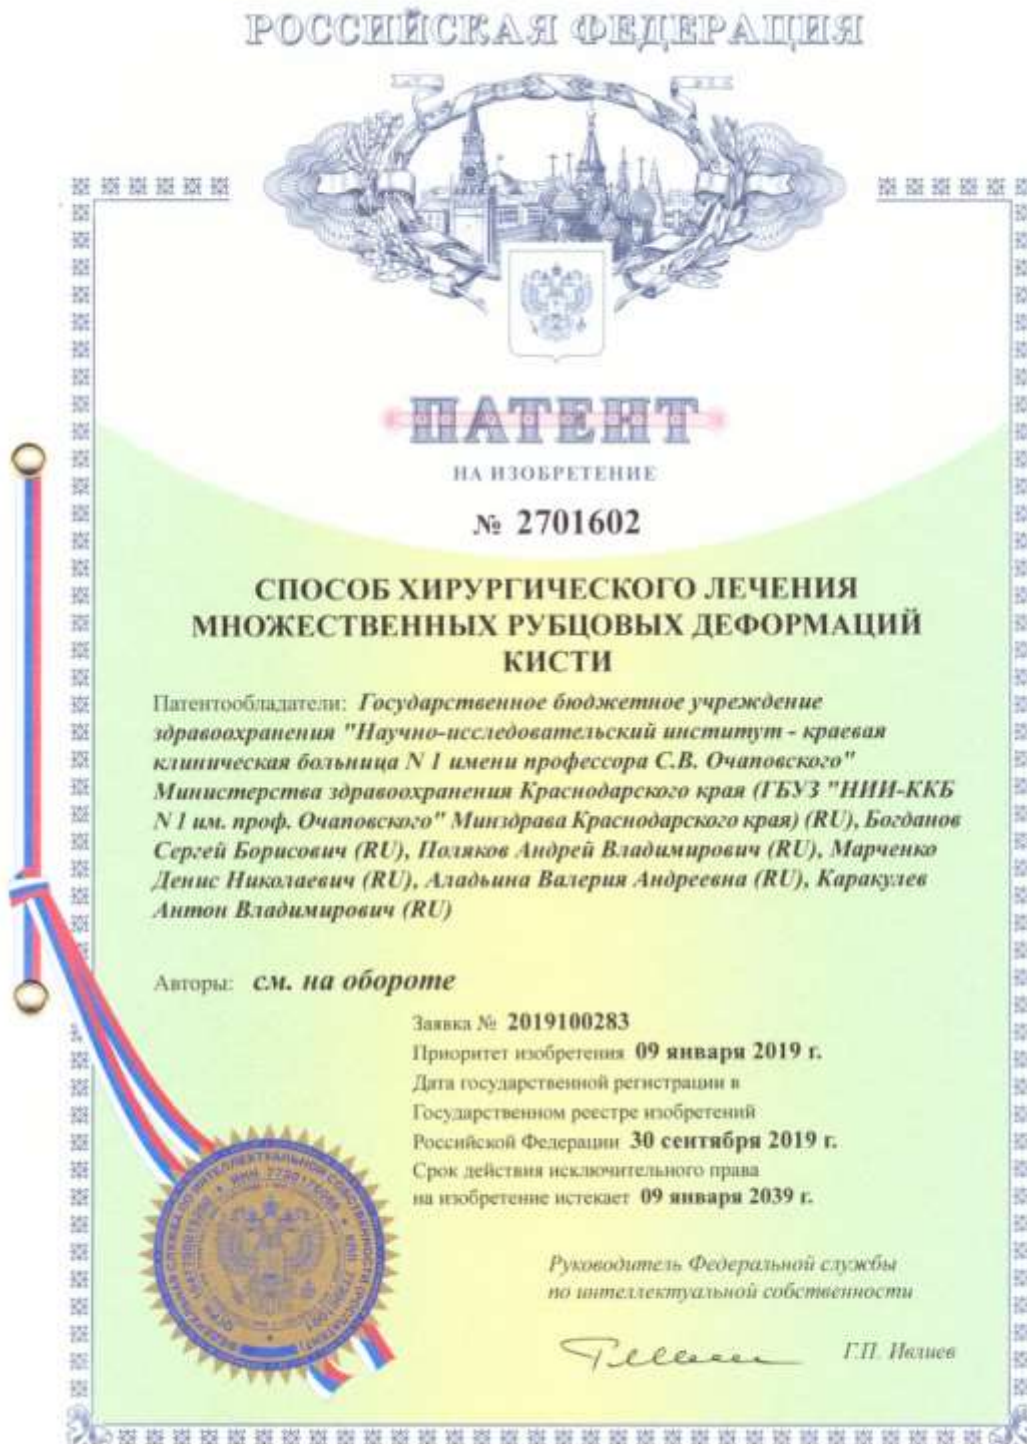 РОССИЙСКАЯ ФЕДЕРАЦИЯ
ПАТЕНТ
НА ИЗОБРЕТЕНИЕ
№ 2701602
СПОСОБ ХИРУРГИЧЕСКОГО ЛЕЧЕНИЯ
МНОЖЕСТВЕННЫХ РУБЦОВЫХ ДЕФОРМАЦИЙ
КИСТИ
Патентообладатели: Государственное бюджетное учреждение
здравоохранения "Научно-исследовательский институт - краевая
клиническая больница N 1 имени профессора С.В. Очаповского"
Министерства здравоохранения Краснодарского края (ГБУЗ "НИИ-ККБ
N 1 им. проф. Очаповского" Минздрава Краснодарского края) (RU), Богданов
Сергей Борисович (RU), Поляков Андрей Владимирович (RU), Марченко
Денис Николаевич (RU), Аладьина Валерия Андреевна (RU), Каракулев
Антон Владимирович (RU)
Авторы: см. на обороте
Заявка № 2019100283
Приоритет изобретения 09 января 2019 г.
Дата государственной регистрации в
Государственном реестре изобретений
Российской Федерации 30 сентября 2019 г.
Срок действия исключительного права
на изобретение истекает 09 января 2039 г.
Руководитель Федеральной службы
по интеллектуальной собственности
Г.П. Ивлиев